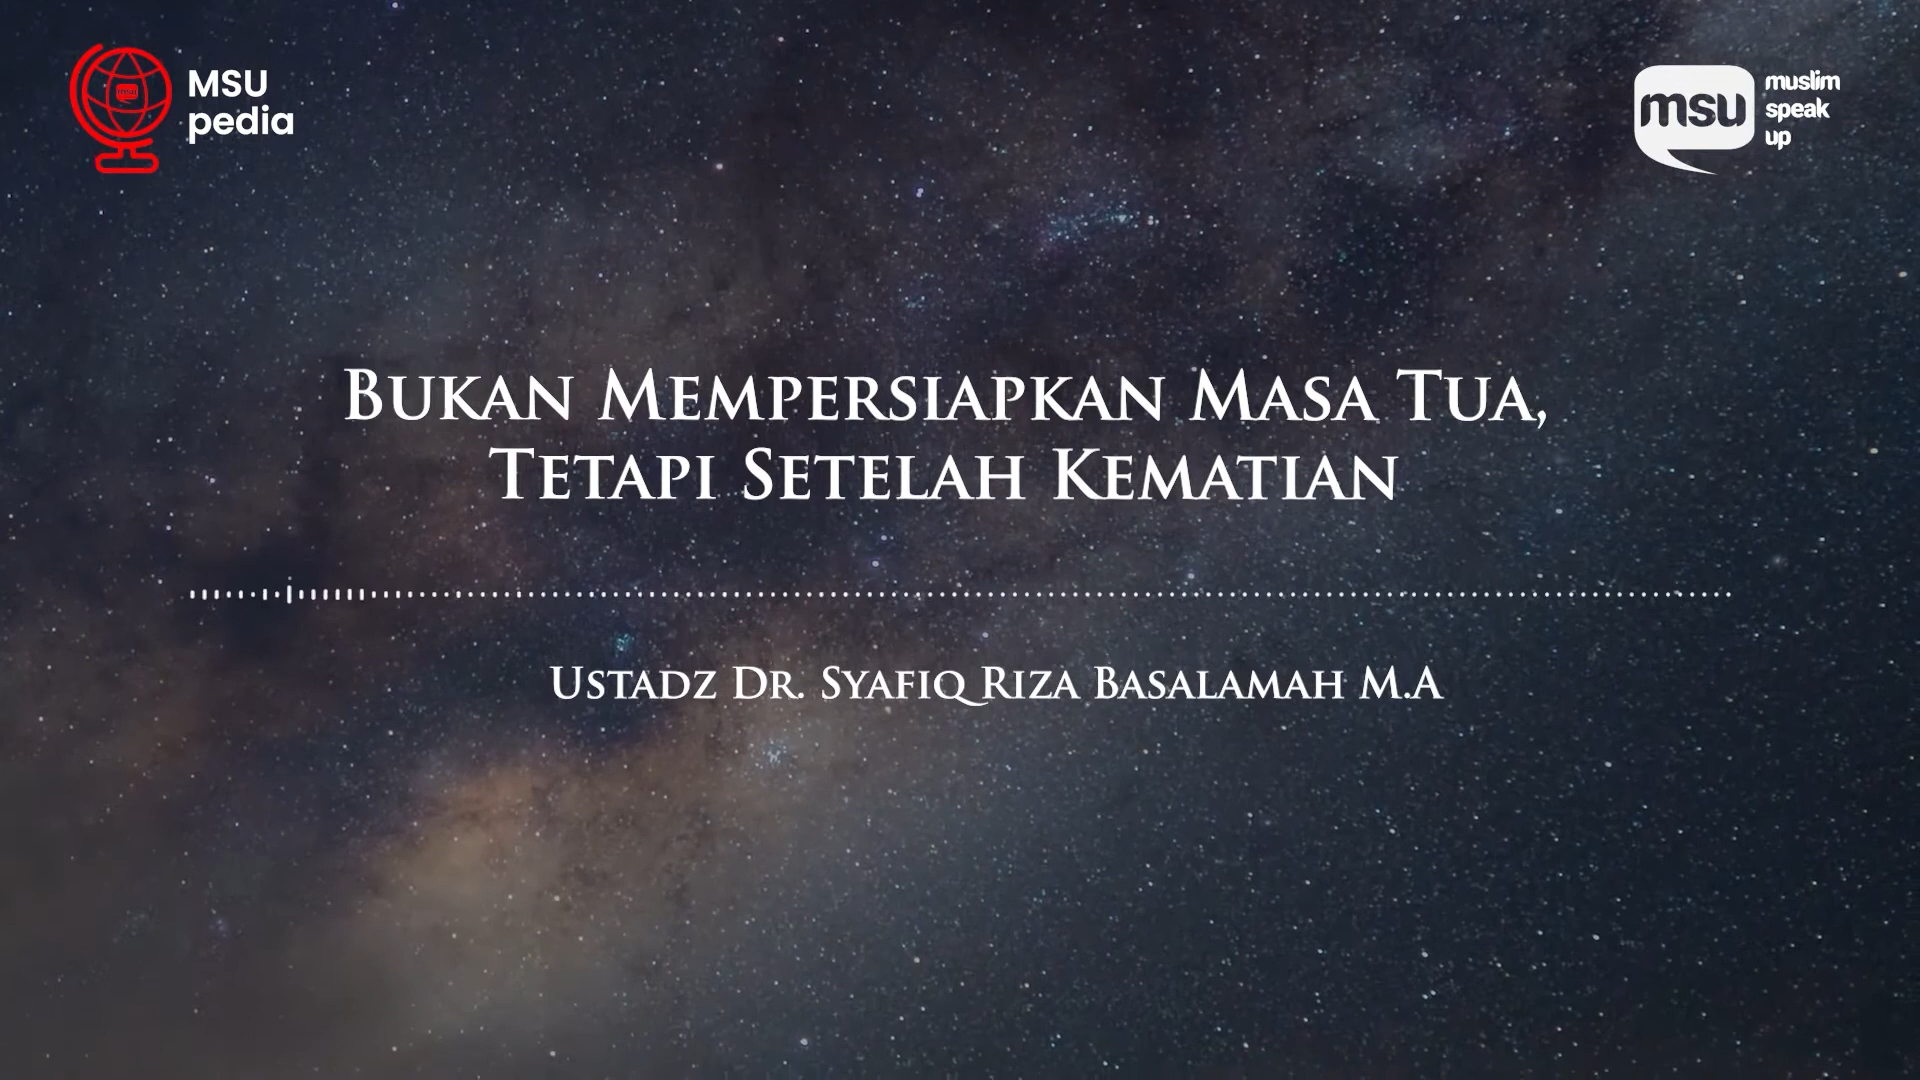 MSU
pedia
msu
muslim
speak
up
Bukan Mempersiapkan Masa Tua,
Tetapi Setelah Kematian
Ustadz Dr. Syafiq Riza Basalamah M.A